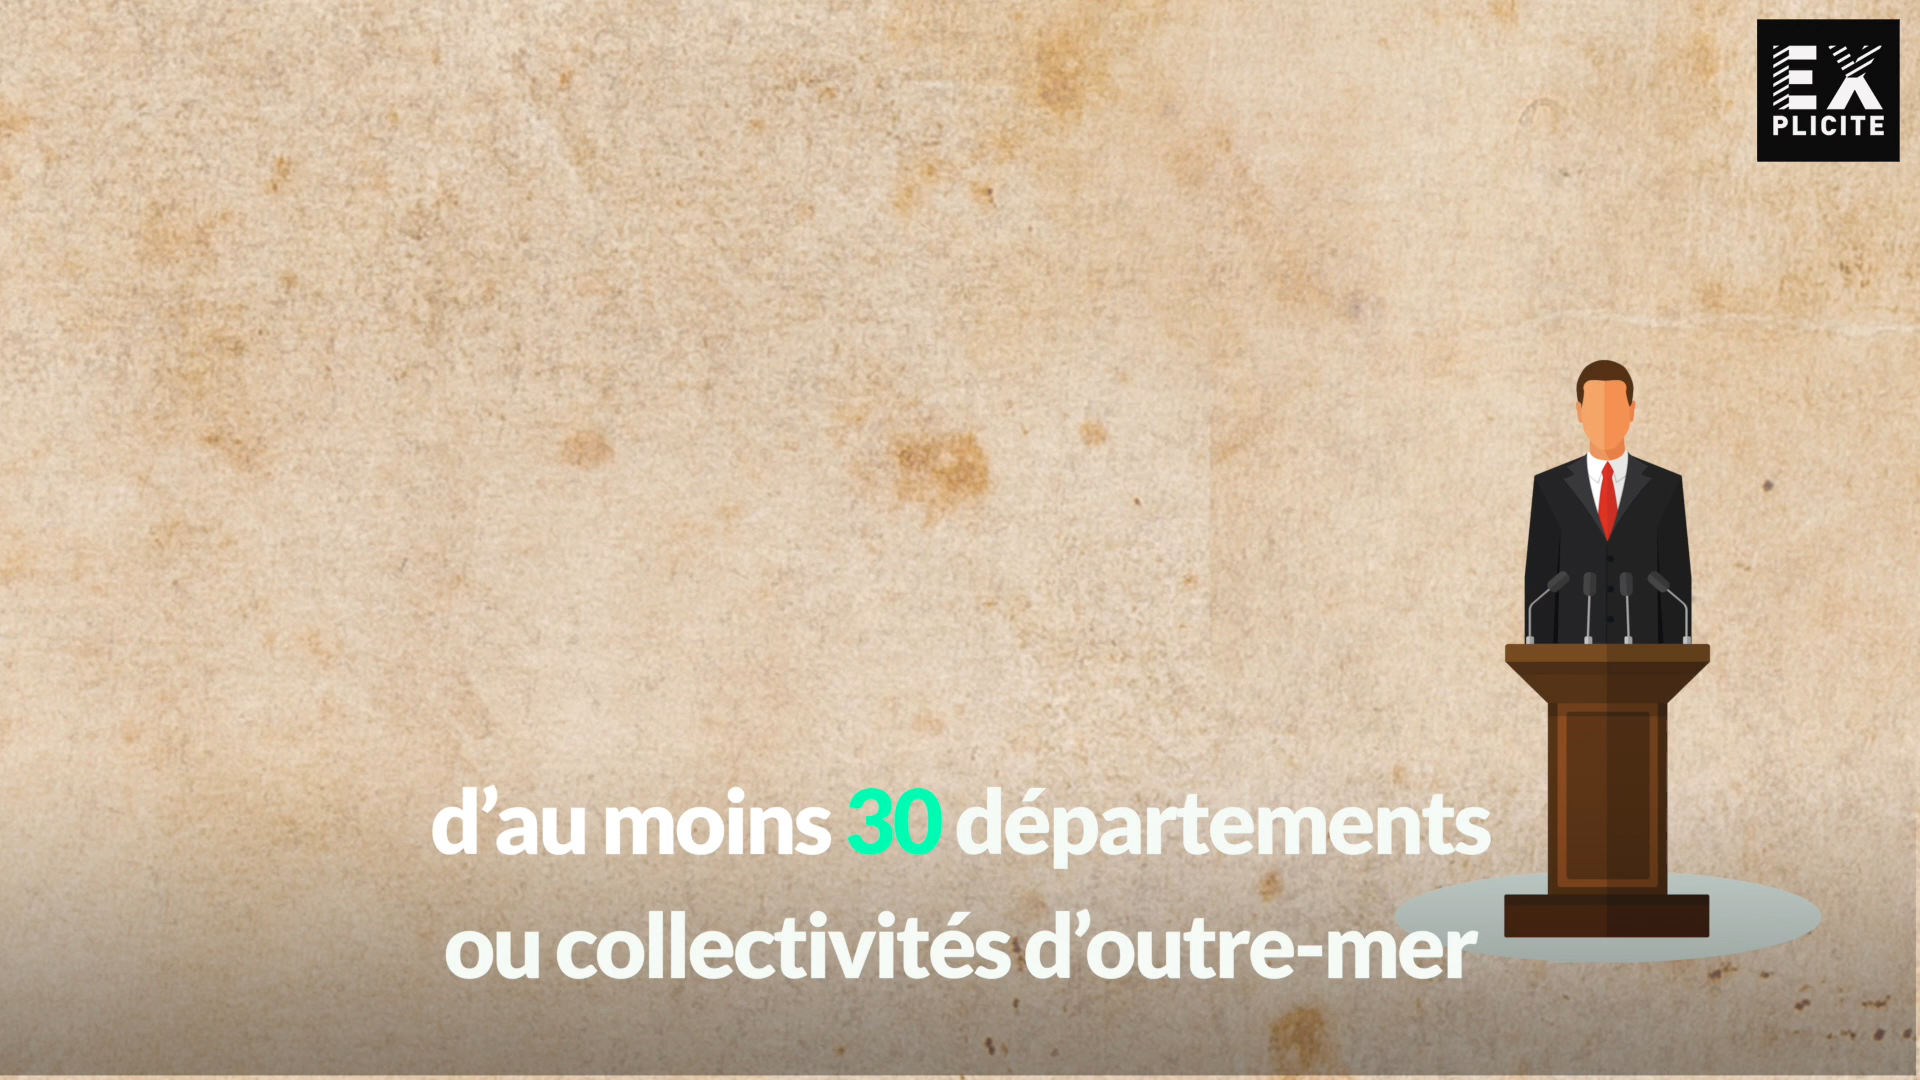 EX
PLICITE
d’au moins 30 départements
ou collectivités d’outre-mer